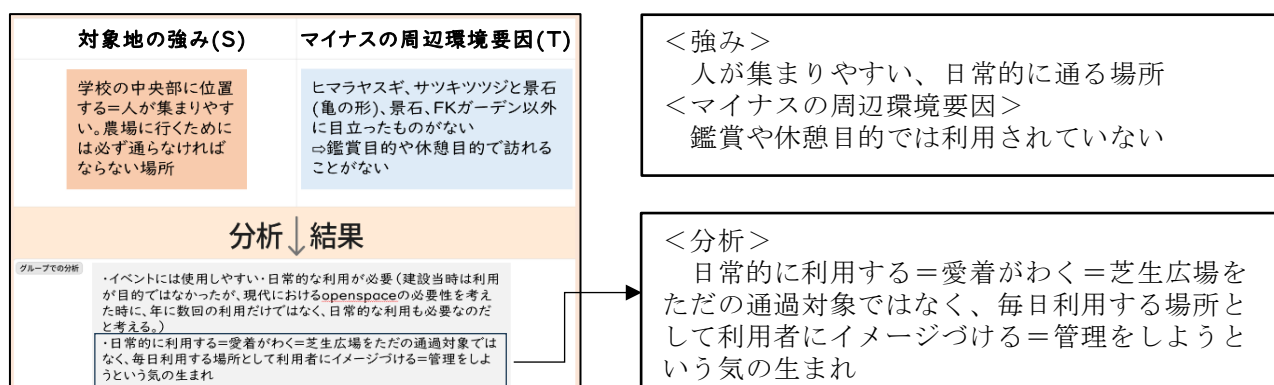 対象地の強み(S)
マイナスの周辺環境要因(T)
学校の中央部に位置
する=人が集まりやす
い。農場に行くために
は必ず通らなければ
ならない場所
ヒマラヤスギ、サツキツツジと景石
(亀の形)、景石、FKガーデン以外
に目立ったものがない
⇨鑑賞目的や休憩目的で訪れる
ことがない
分析↓結果
グループでの分析
・イベントには使用しやすい・日常的な利用が必要(建設当時は利用
が目的ではなかったが、現代におけるopenspaceの必要性を考え
た時に、年に数回の利用だけではなく、日常的な利用も必要なのだ
と考える。)
・日常的に利用する=愛着がわく=芝生広場をただの通過対象では
なく、毎日利用する場所として利用者にイメージづける=管理をしよ
うという気の生まれ
<強み>
人が集まりやすい、日常的に通る場所
<マイナスの周辺環境要因>
鑑賞や休憩目的では利用されていない
<分析>
日常的に利用する=愛着がわく=芝生広場を
ただの通過対象ではなく、毎日利用する場所と
して利用者にイメージづける=管理をしようと
いう気の生まれ